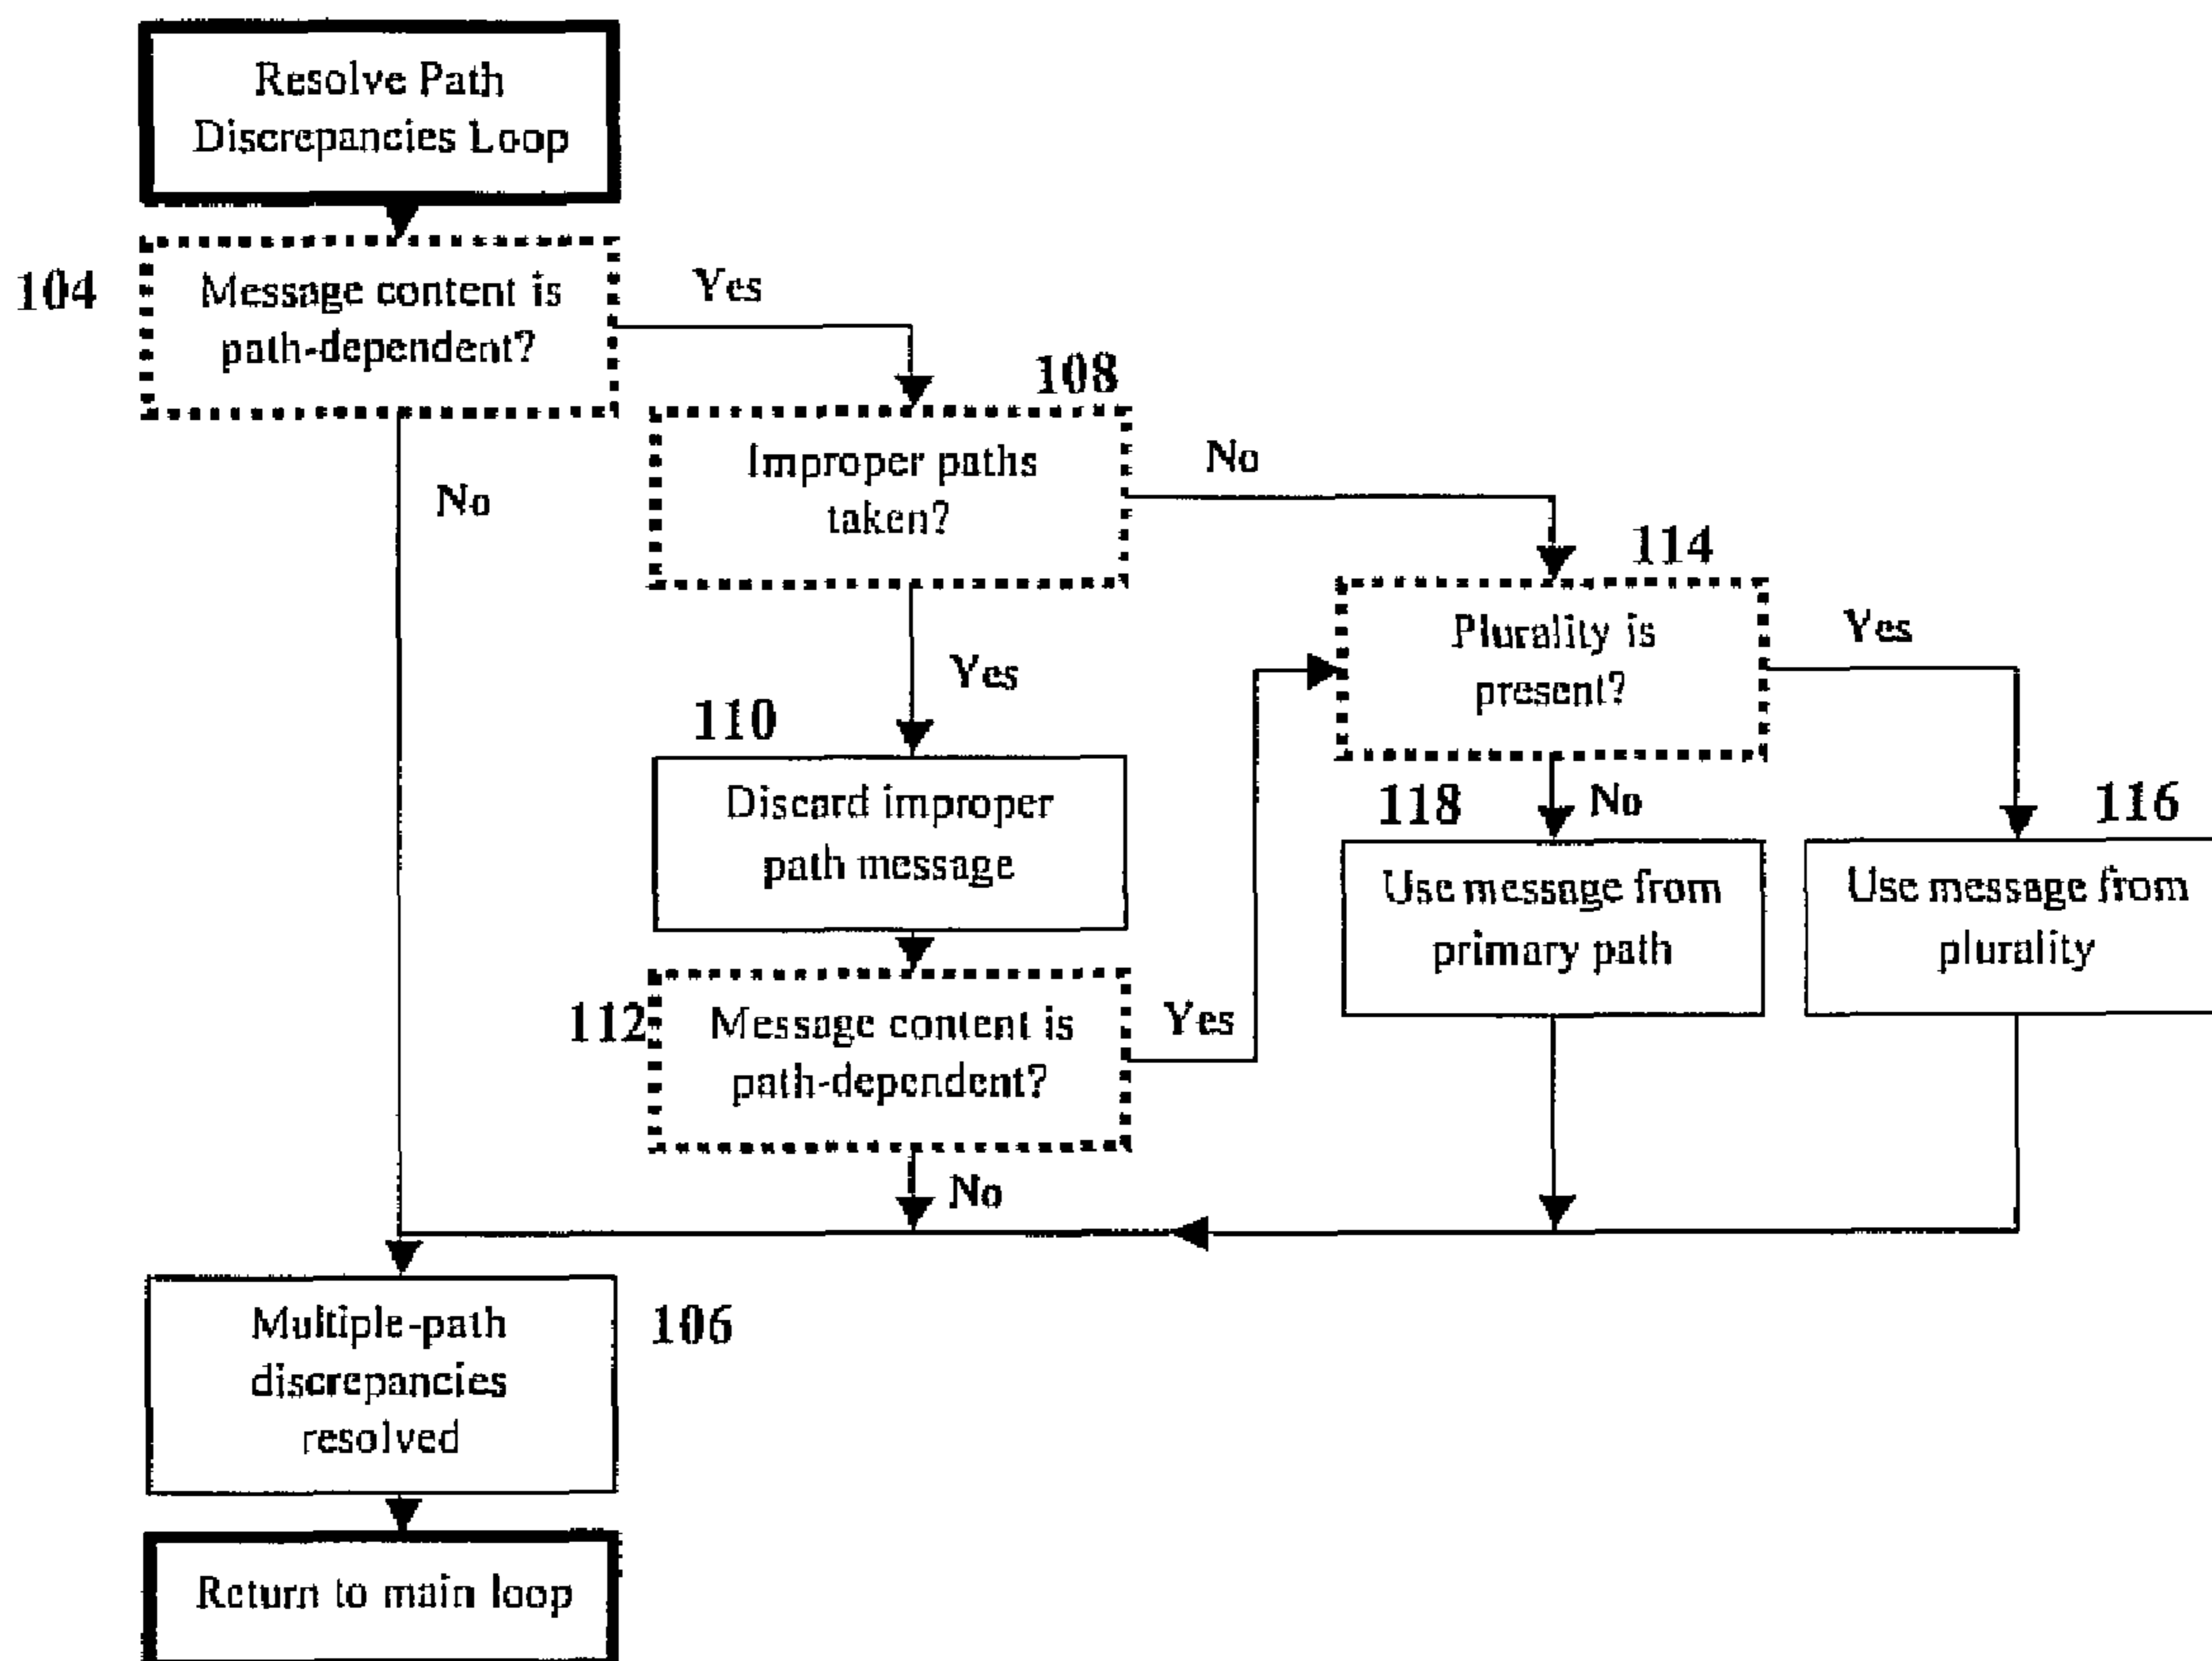 Resolve Path
Discrepancies Loop
104
Message content is
path-dependent?
Yes
No
108
Improper paths
taken?
No
Yes
114
Plurality is
present?
Yes
No
110
Discard improper
path message
112
Message content is
path-dependent?
Yes
No
118
Use message from
primary path
116
Use message from
plurality
Multiple-path
discrepancies
resolved
106
Return to main loop